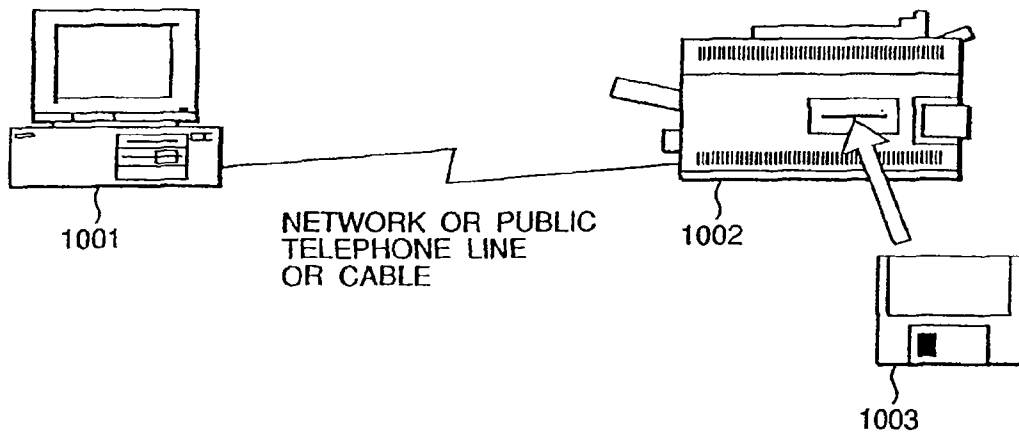 1001
NETWORK OR PUBLIC
TELEPHONE LINE
OR CABLE
1002
1003